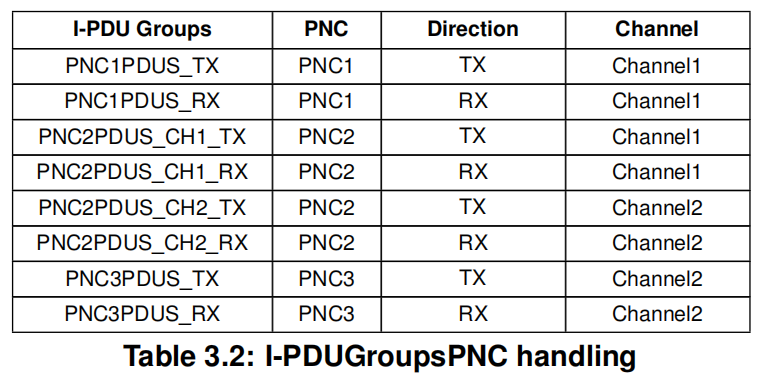 I-PDU Groups PNC Direction Channel
PNC1PDUS_TX PNC1 TX Channel1
PNC1PDUS_RX PNC1 RX Channel1
PNC2PDUS_CH1_TX PNC2 TX Channel1
PNC2PDUS_CH1_RX PNC2 RX Channel1
PNC2PDUS_CH2_TX PNC2 TX Channel2
PNC2PDUS_CH2_RX PNC2 RX Channel2
PNC3PDUS_TX PNC3 TX Channel2
PNC3PDUS_RX PNC3 RX Channel2
Table 3.2: I-PDUGroupsPNC handling